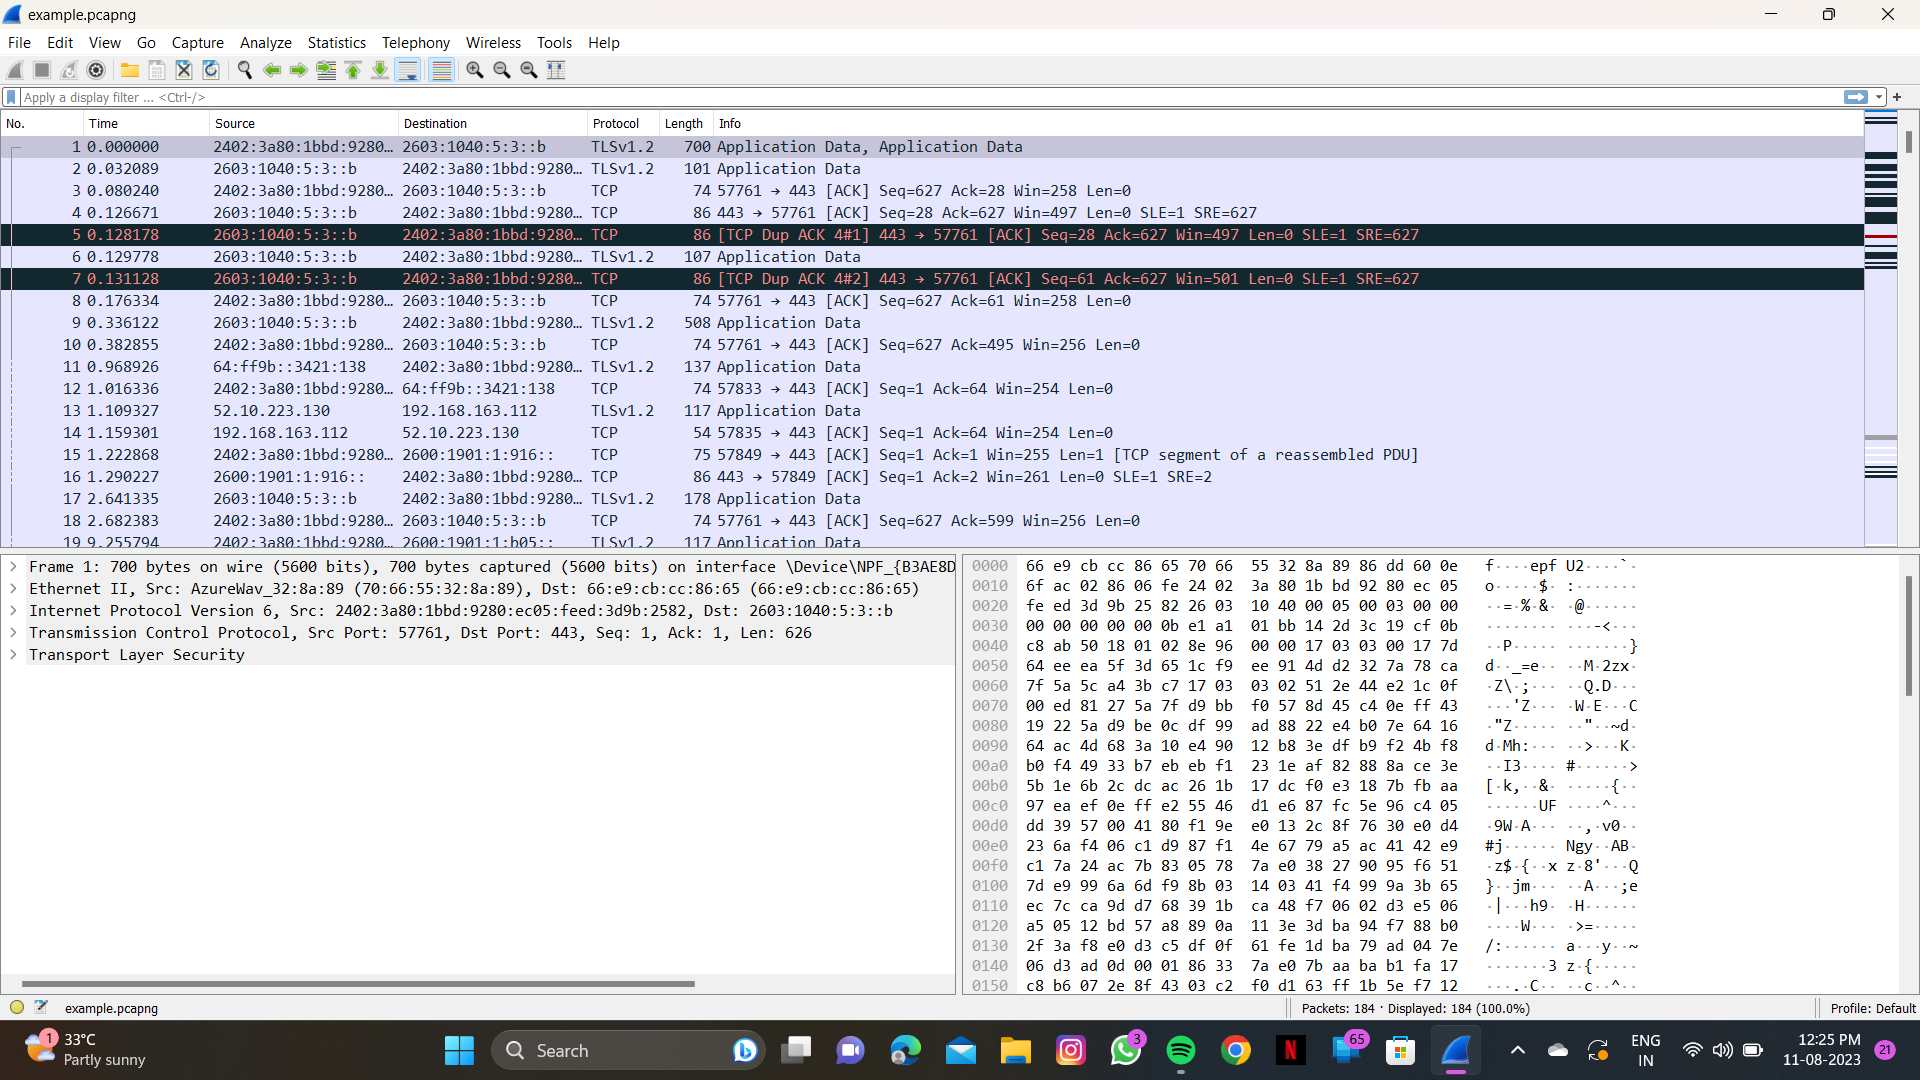 example.pcapng
File Edit View Go Capture Analyze Statistics Telephony Wireless Tools Help
Apply a display filter ... <Ctrl-/>
No. Time Source Destination Protocol Length Info
1 0.000000 2402:3a80:1bbd:9280… 2603:1040:5:3::b TLSv1.2 700 Application Data, Application Data
2 0.032089 2603:1040:5:3::b 2402:3a80:1bbd:9280… TLSv1.2 101 Application Data
3 0.080240 2402:3a80:1bbd:9280… 2603:1040:5:3::b TCP 74 57761 → 443 [ACK] Seq=627 Ack=28 Win=258 Len=0
4 0.126671 2603:1040:5:3::b 2402:3a80:1bbd:9280… TCP 86 443 → 57761 [ACK] Seq=28 Ack=627 Win=497 Len=0 SLE=1 SRE=627
5 0.128178 2603:1040:5:3::b 2402:3a80:1bbd:9280… TCP 86 [TCP Dup ACK 4#1] 443 → 57761 [ACK] Seq=28 Ack=627 Win=497 Len=0 SLE=1 SRE=627
6 0.129778 2603:1040:5:3::b 2402:3a80:1bbd:9280… TLSv1.2 107 Application Data
7 0.131128 2603:1040:5:3::b 2402:3a80:1bbd:9280… TCP 86 [TCP Dup ACK 4#2] 443 → 57761 [ACK] Seq=61 Ack=627 Win=501 Len=0 SLE=1 SRE=627
8 0.176334 2402:3a80:1bbd:9280… 2603:1040:5:3::b TCP 74 57761 → 443 [ACK] Seq=627 Ack=61 Win=258 Len=0
9 0.336122 2603:1040:5:3::b 2402:3a80:1bbd:9280… TLSv1.2 508 Application Data
10 0.382855 2402:3a80:1bbd:9280… 2603:1040:5:3::b TCP 74 57761 → 443 [ACK] Seq=627 Ack=495 Win=256 Len=0
11 0.968926 64:ff9b::3421:138 2402:3a80:1bbd:9280… TLSv1.2 137 Application Data
12 1.016336 2402:3a80:1bbd:9280… 64:ff9b::3421:138 TCP 74 57833 → 443 [ACK] Seq=1 Ack=64 Win=254 Len=0
13 1.109327 52.10.223.130 192.168.163.112 TLSv1.2 117 Application Data
14 1.159301 192.168.163.112 52.10.223.130 TCP 54 57835 → 443 [ACK] Seq=1 Ack=64 Win=254 Len=0
15 1.222868 2402:3a80:1bbd:9280… 2600:1901:1:916:: TCP 75 57849 → 443 [ACK] Seq=1 Ack=1 Win=255 Len=1 [TCP segment of a reassembled PDU]
16 1.290227 2600:1901:1:916:: 2402:3a80:1bbd:9280… TCP 86 443 → 57849 [ACK] Seq=1 Ack=2 Win=261 Len=0 SLE=1 SRE=2
17 2.641335 2603:1040:5:3::b 2402:3a80:1bbd:9280… TLSv1.2 178 Application Data
18 2.682383 2402:3a80:1bbd:9280… 2603:1040:5:3::b TCP 74 57761 → 443 [ACK] Seq=627 Ack=599 Win=256 Len=0
19 9.255794 2402:3a80:1bbd:9280… 2600:1901:1:b05:: TLSv1.2 117 Application Data
Frame 1: 700 bytes on wire (5600 bits), 700 bytes captured (5600 bits) on interface \Device\NPF_{B3AE8D
Ethernet II, Src: AzureWav_32:8a:89 (70:66:55:32:8a:89), Dst: 66:e9:cb:cc:86:65 (66:e9:cb:cc:86:65)
Internet Protocol Version 6, Src: 2402:3a80:1bbd:9280:ec05:feed:3d9b:2582, Dst: 2603:1040:5:3::b
Transmission Control Protocol, Src Port: 57761, Dst Port: 443, Seq: 1, Ack: 1, Len: 626
Transport Layer Security
0000 66 e9 cb cc 86 65 70 66 55 32 8a 89 86 dd 60 0e f····epf U2····`·
0010 6f ac 02 86 06 fe 24 02 3a 80 1b bd 92 80 ec 05 o·····$· :·······
0020 fe ed 3d 9b 25 82 26 03 10 40 00 05 00 03 00 00 ··=·%·&· ·@······
0030 00 00 00 00 00 0b e1 a1 01 bb 14 2d 3c 19 cf 0b ········ ···-<···
0040 c8 ab 50 18 01 02 8e 96 00 00 17 03 03 00 17 7d ··P····· ·······}
0050 64 ee ea 5f 3d 65 1c f9 ee 91 4d d2 32 7a 78 ca d··_=e·· ··M·2zx·
0060 7f 5a 5c a4 3b c7 17 03 03 02 51 2e 44 e2 1c 0f ·Z\·;··· ··Q.D···
0070 00 ed 81 27 5a 7f d9 bb f0 57 8d 45 c4 0e ff 43 ···'Z··· ·W·E···C
0080 19 22 5a d9 be 0c df 99 ad 88 22 e4 b0 7e 64 16 ·"Z····· ··"··~d·
0090 64 ac 4d 68 3a 10 e4 90 12 b8 3e df b9 f2 4b f8 d·Mh:··· ··>···K·
00a0 b0 f4 49 33 b7 eb eb f1 23 1e af 82 88 8a ce 3e ··I3···· #······>
00b0 5b 1e 6b 2c dc ac 26 1b 17 dc f0 e3 18 7b fb aa [·k,··&· ·····{··
00c0 97 ea ef 0e ff e2 55 46 d1 e6 87 fc 5e 96 c4 05 ······UF ····^···
00d0 dd 39 57 00 41 80 f1 9e e0 13 2c 8f 76 30 e0 d4 ·9W·A··· ··,·v0··
00e0 23 6a f4 06 c1 d9 87 f1 4e 67 79 a5 ac 41 42 e9 #j······ Ngy··AB·
00f0 c1 7a 24 ac 7b 83 05 78 7a e0 38 27 90 95 f6 51 ·z$·{··x z·8'···Q
0100 7d e9 99 6a 6d f9 8b 03 14 03 41 f4 99 9a 3b 65 }··jm··· ··A···;e
0110 ec 7c ca 9d d7 68 39 1b ca 48 f7 06 02 d3 e5 06 ·|···h9· ·H······
0120 a5 05 12 bd 57 a8 89 0a 11 3e 3d ba 94 f7 88 b0 ····W··· ·>=·····
0130 2f 3a f8 e0 d3 c5 df 0f 61 fe 1d ba 79 ad 04 7e /:······ a···y··~
0140 06 d3 ad 0d 00 01 86 33 7a e0 7b aa ba b1 fa 17 ·······3 z·{·····
0150 c8 b6 07 2e 8f 43 03 c2 f0 d1 63 ff 1b 5e f7 12 ···.·C·· ··c··^··
example.pcapng Packets: 184 · Displayed: 184 (100.0%) Profile: Default
1 33°C
Partly sunny
Search
N
3
65
ENG
IN
12:25 PM
11-08-2023
21